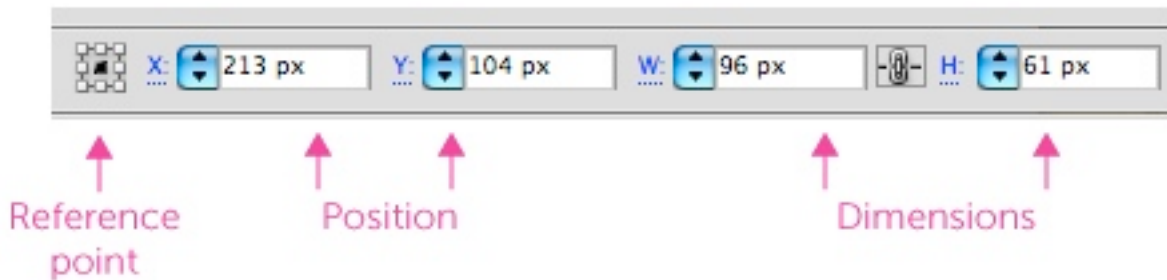 X: 213 px Y: 104 px W: 96 px H: 61 px
Reference Position Dimensions
point